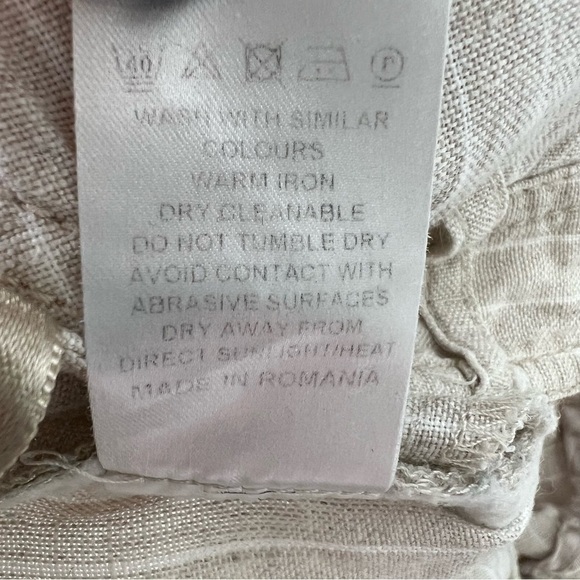 40 P
WASH WITH SIMILAR
COLOURS
WARM IRON
DRY CLEANABLE
DO NOT TUMBLE DRY
AVOID CONTACT WITH
ABRASIVE SURFACES
DRY AWAY FROM
DIRECT SUNLIGHT/HEAT
MADE IN ROMANIA